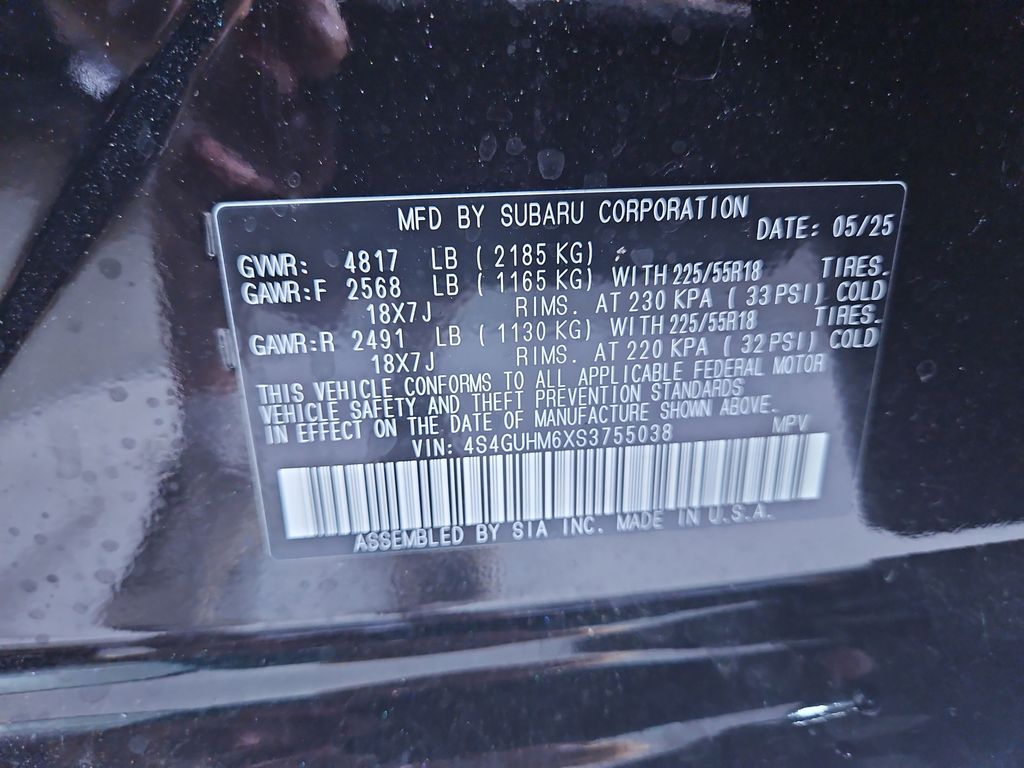 MFD BY SUBARU CORPORATION
DATE: 05/25
GVWR: 4817 LB ( 2185 KG)
GAWR:F 2568 LB ( 1165 KG) WITH 225/55R18 TIRES.
18X7J RIMS. AT 230 KPA ( 33 PSI) COLD
GAWR:R 2491 LB ( 1130 KG) WITH 225/55R18 TIRES.
18X7J RIMS. AT 220 KPA ( 32 PSI) COLD
THIS VEHICLE CONFORMS TO ALL APPLICABLE FEDERAL MOTOR
VEHICLE SAFETY AND THEFT PREVENTION STANDARDS
IN EFFECT ON THE DATE OF MANUFACTURE SHOWN ABOVE.
VIN: 4S4GUHM6XS3755038 MPV
ASSEMBLED BY SIA INC. MADE IN U.S.A.